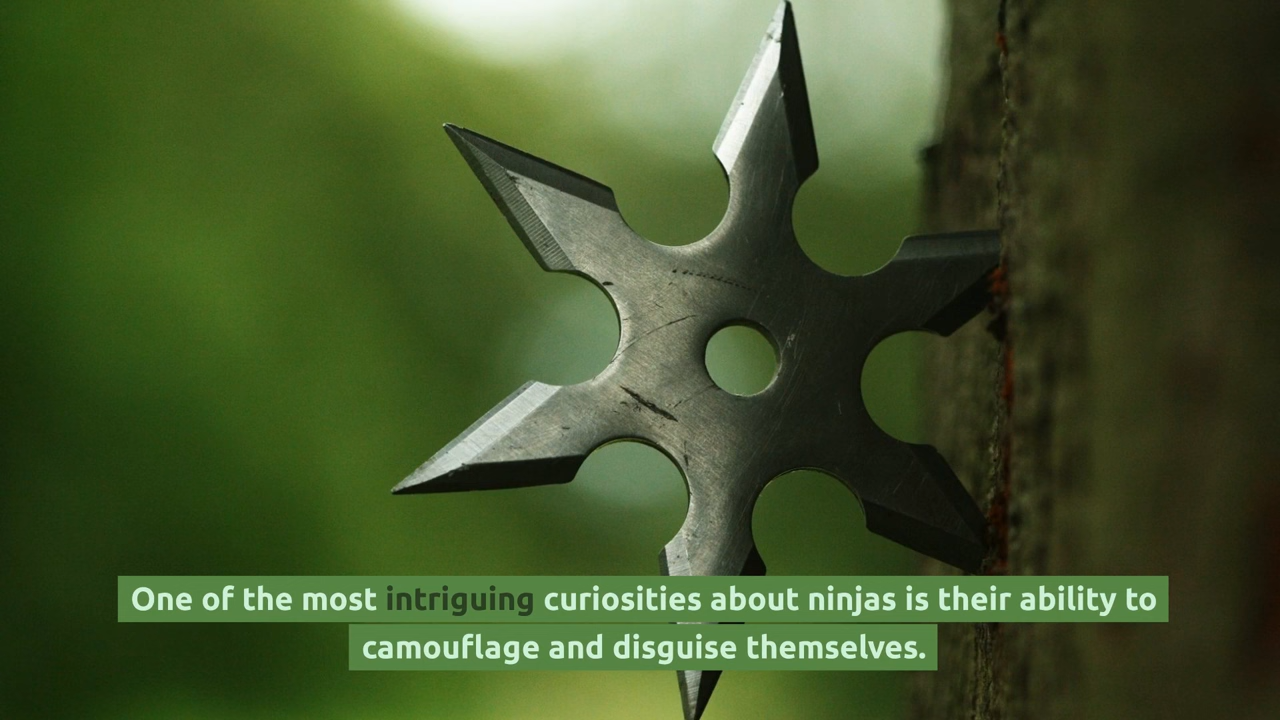 One of the most intriguing curiosities about ninjas is their ability to
camouflage and disguise themselves.